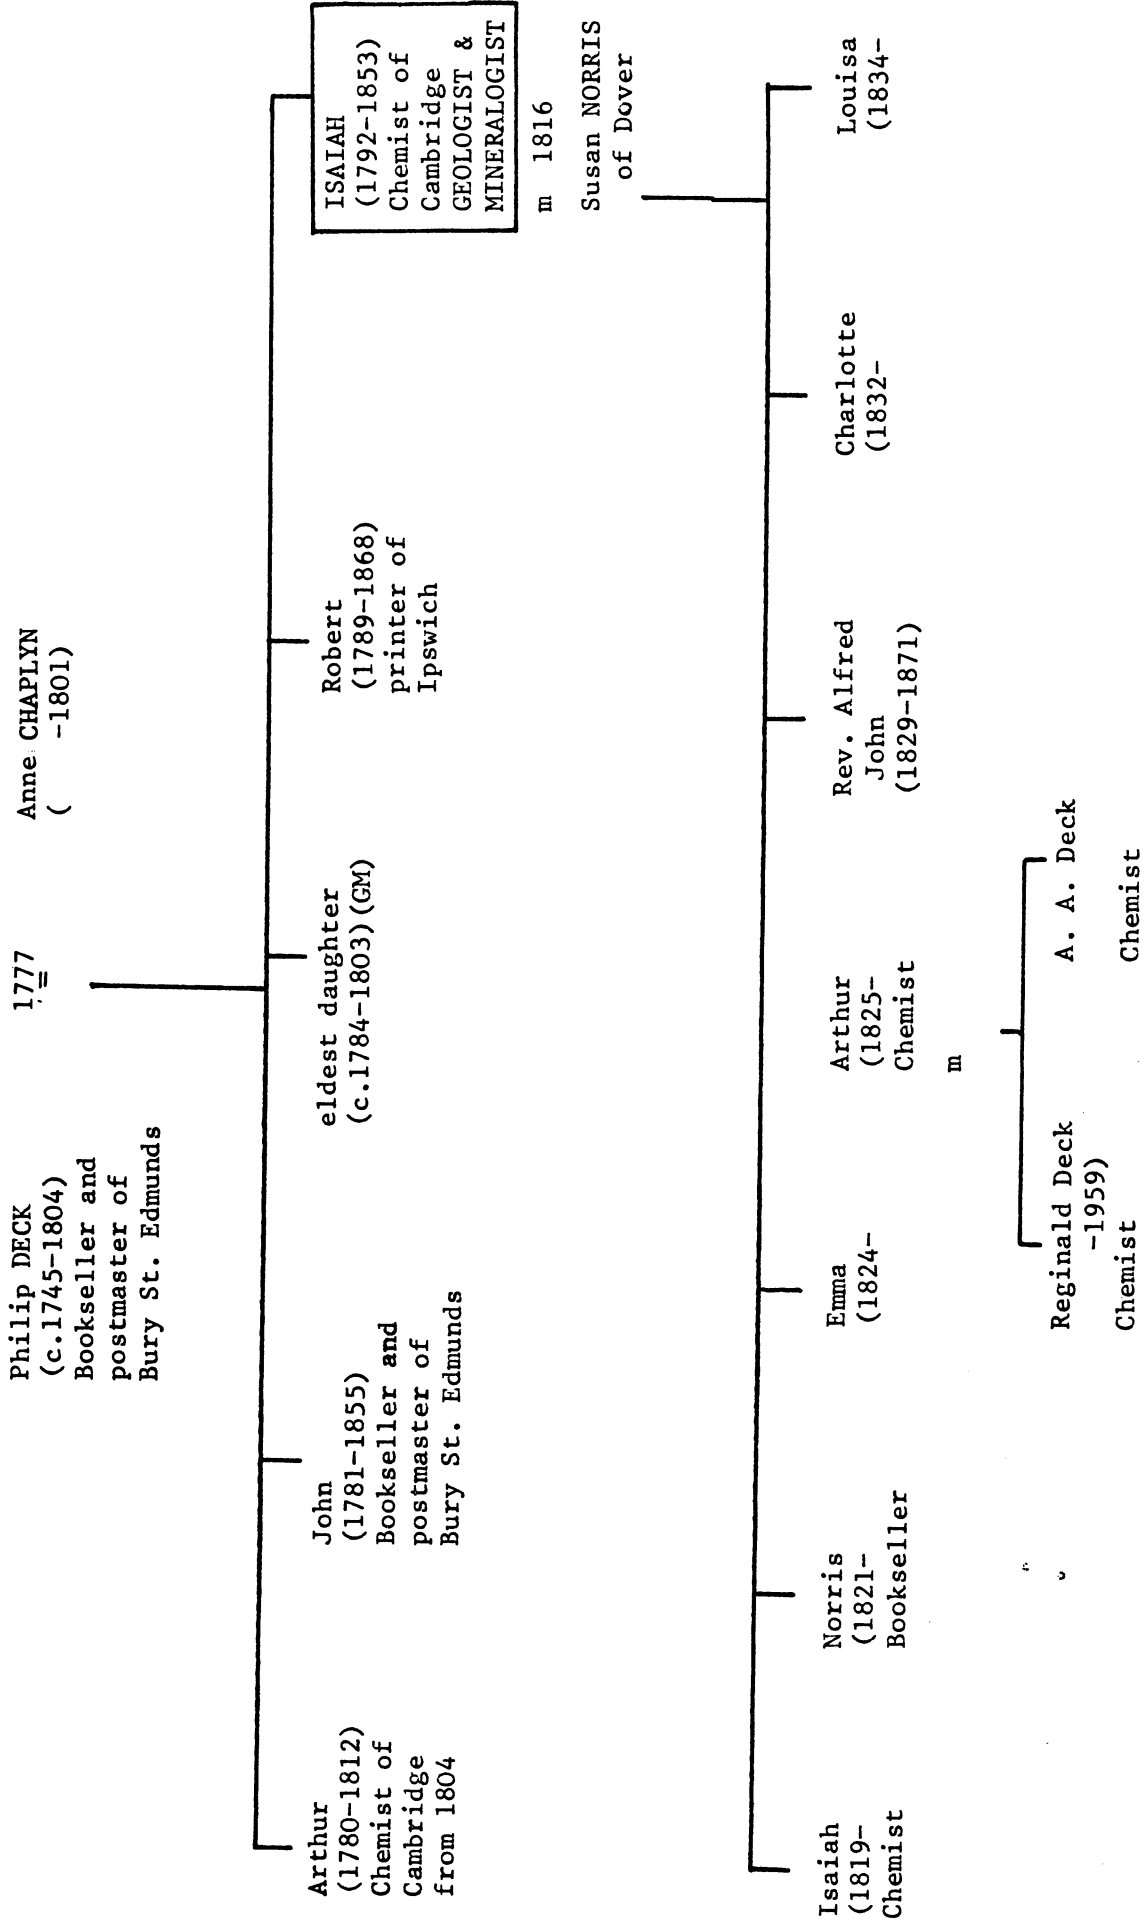 Philip DECK
(c.1745-1804)
Bookseller and
postmaster of
Bury St. Edmunds
1777
=
Anne CHAPLYN
( -1801)
Arthur
(1780-1812)
Chemist of
Cambridge
from 1804
John
(1781-1855)
Bookseller and
postmaster of
Bury St. Edmunds
eldest daughter
(c.1784-1803)(GM)
Robert
(1789-1868)
printer of
Ipswich
ISAIAH
(1792-1853)
Chemist of
Cambridge
GEOLOGIST &
MINERALOGIST
m 1816
Susan NORRIS
of Dover
Isaiah
(1819-
Chemist
Norris
(1821-
Bookseller
Emma
(1824-
Arthur
(1825-
Chemist
m
Rev. Alfred
John
(1829-1871)
Charlotte
(1832-
Louisa
(1834-
Reginald Deck
-1959)
Chemist
A. A. Deck
Chemist